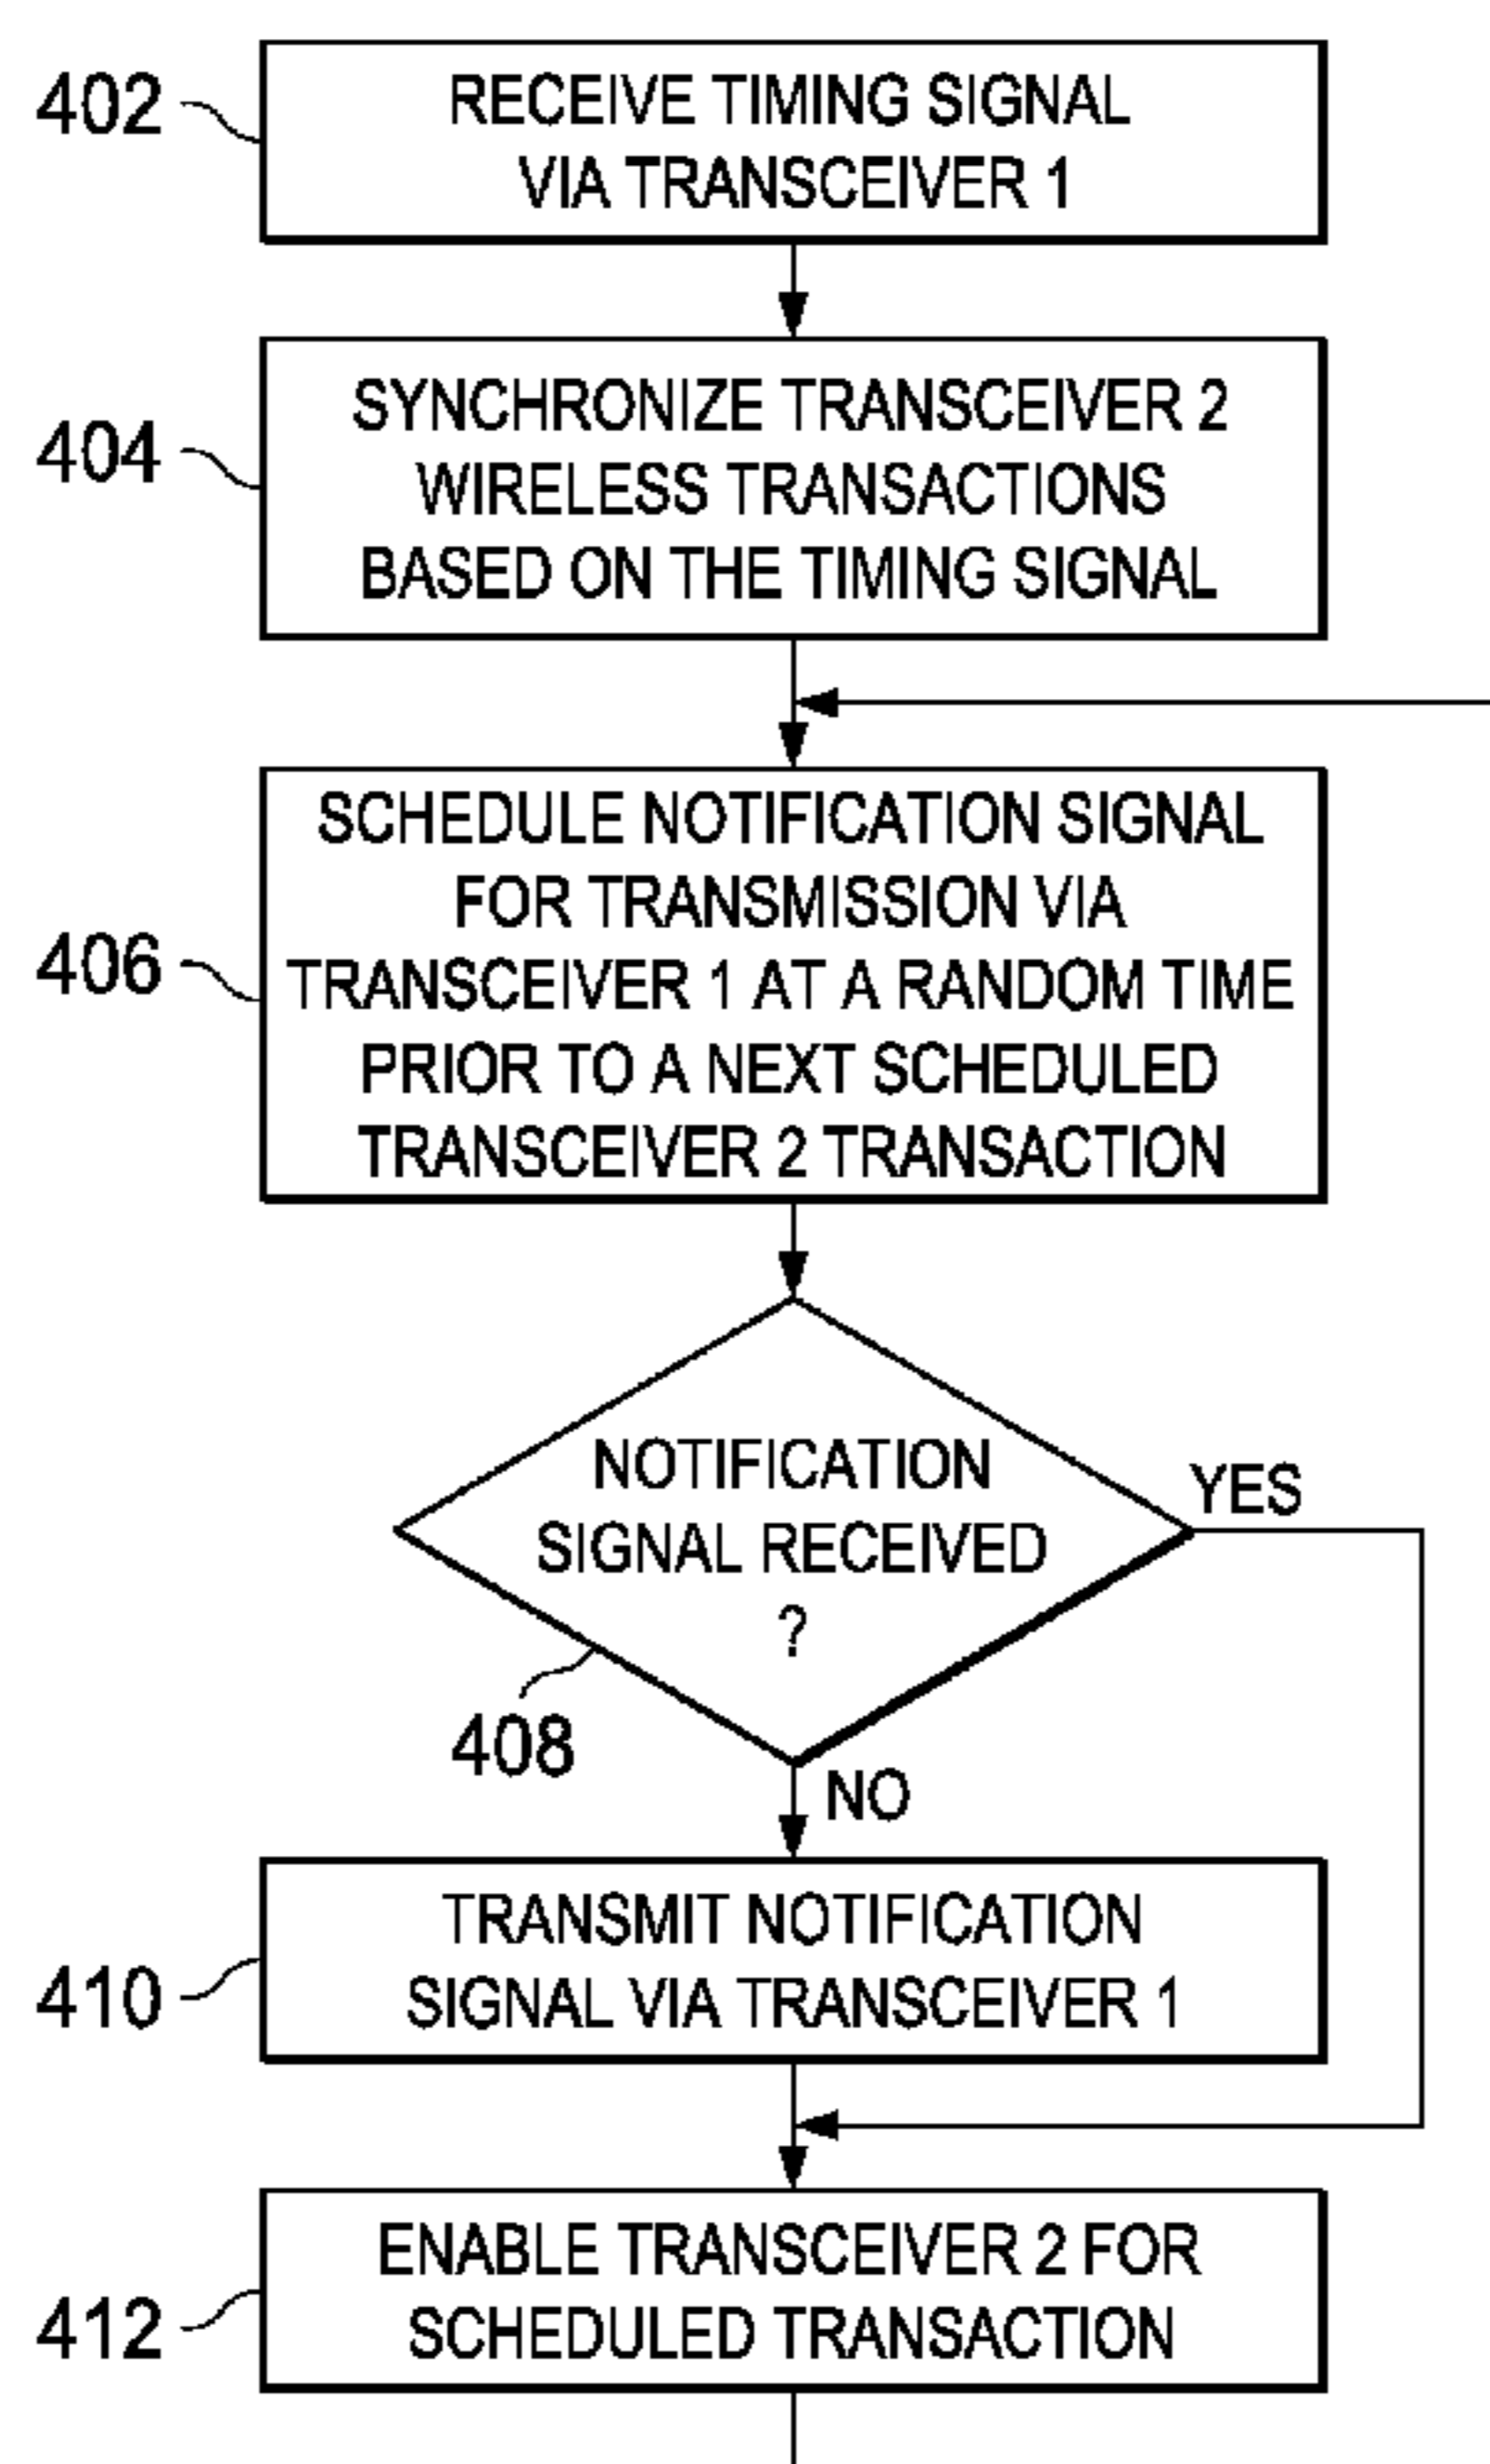 402
RECEIVE TIMING SIGNAL
VIA TRANSCEIVER 1
404
SYNCHRONIZE TRANSCEIVER 2
WIRELESS TRANSACTIONS
BASED ON THE TIMING SIGNAL
406
SCHEDULE NOTIFICATION SIGNAL
FOR TRANSMISSION VIA
TRANSCEIVER 1 AT A RANDOM TIME
PRIOR TO A NEXT SCHEDULED
TRANSCEIVER 2 TRANSACTION
NOTIFICATION
SIGNAL RECEIVED
?
YES
408
NO
410
TRANSMIT NOTIFICATION
SIGNAL VIA TRANSCEIVER 1
412
ENABLE TRANSCEIVER 2 FOR
SCHEDULED TRANSACTION